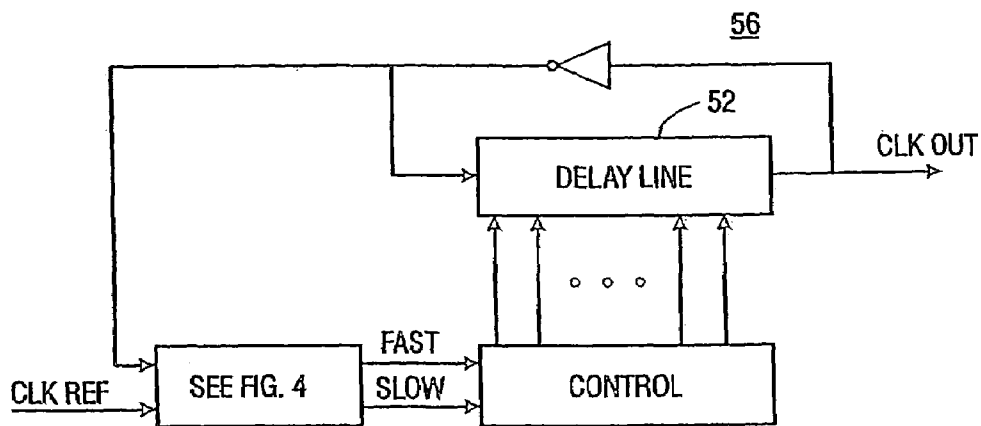 56
52
CLK OUT
DELAY LINE
FAST
SLOW
CLK REF
SEE FIG. 4
CONTROL